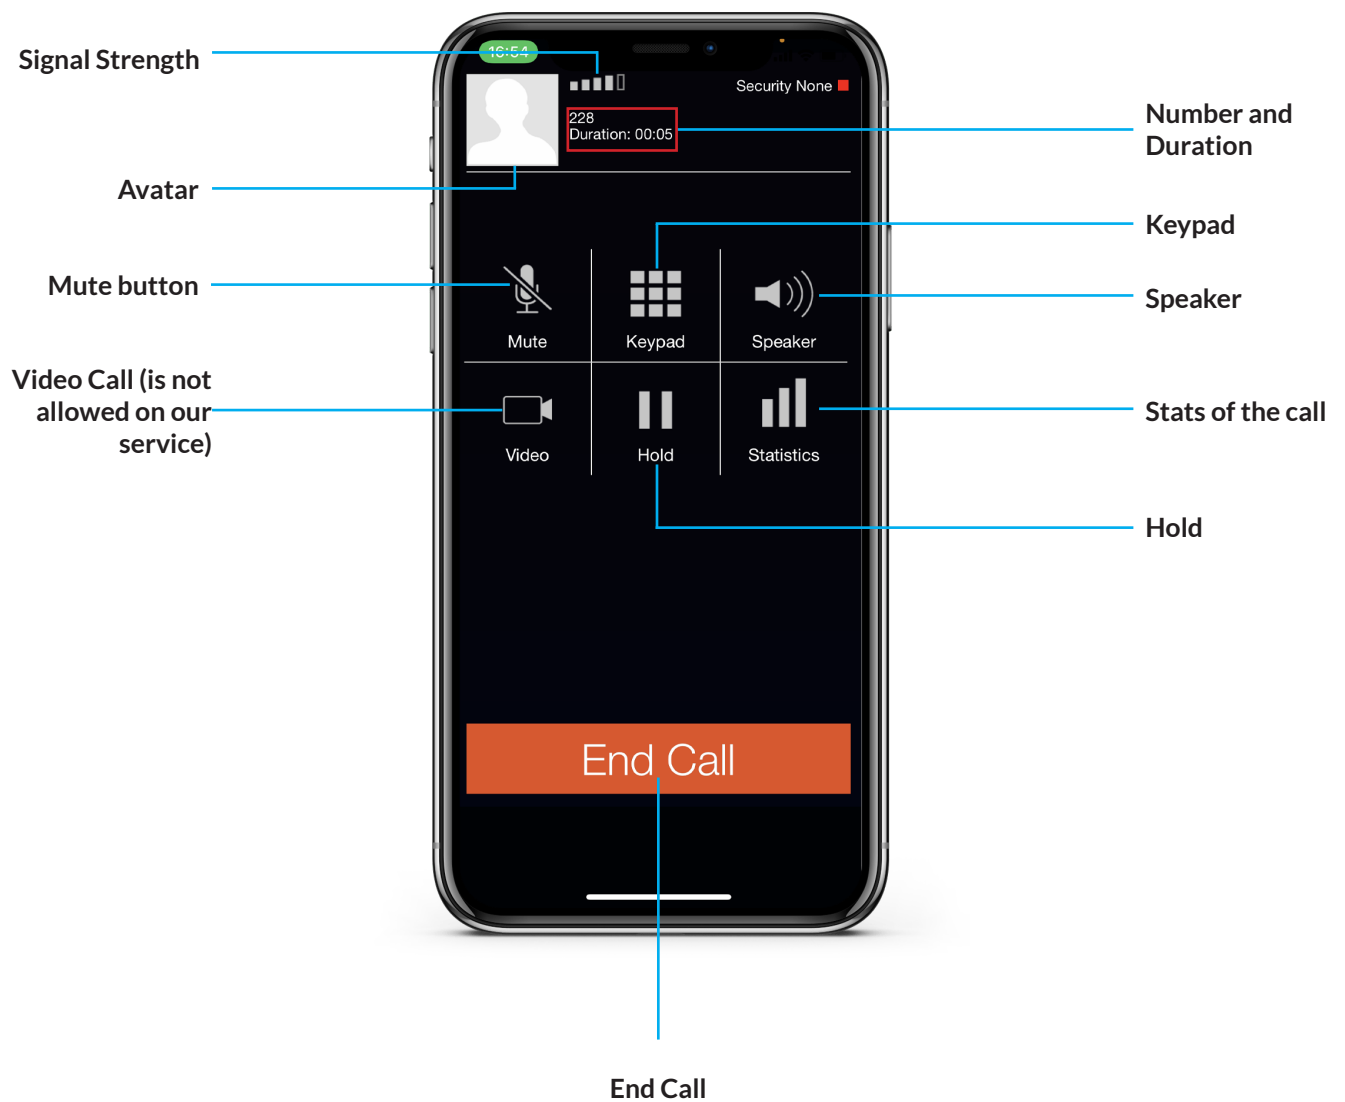 Signal Strength
16:54
Security None
228
Duration: 00:05
Number and
Duration
Avatar
Keypad
Mute button
Speaker
Mute
Keypad
Speaker
Video Call (is not
allowed on our
service)
Stats of the call
Video
Hold
Statistics
Hold
End Call
End Call